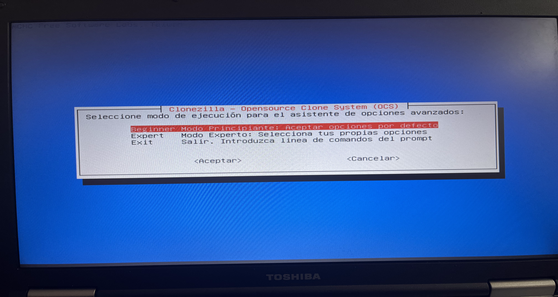 Clonezilla - Opensource Clone System (OCS)
Seleccione modo de ejecución para el asistente de opciones avanzados:
Beginner Modo Principiante: Aceptar opciones por defecto
Expert Modo Experto: Selecciona tus propias opciones
Exit Salir. Introduzca línea de comandos del prompt
<Aceptar> <Cancelar>
TOSHIBA